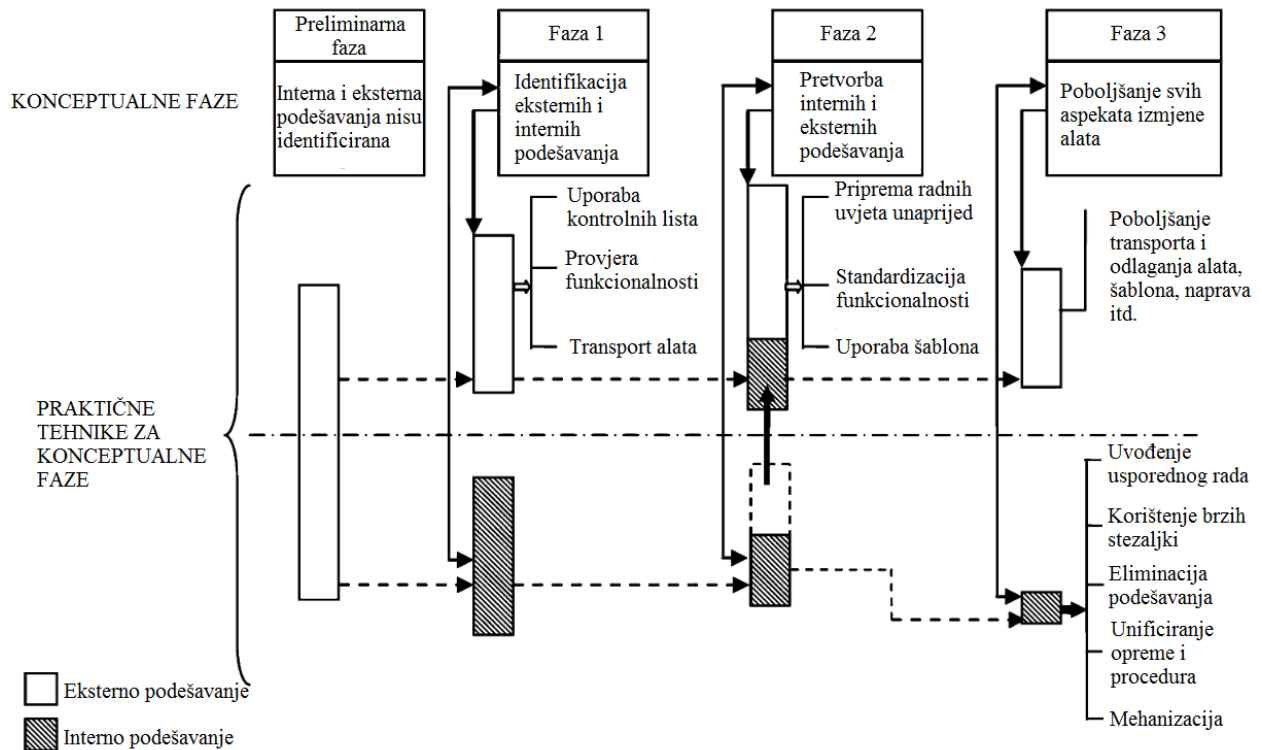 Preliminarna
faza
Interna i eksterna
podešavanja nisu
identificirana
Faza 1
Identifikacija
eksternih i
internih
podešavanja
Faza 2
Pretvorba
internih i
eksternih
podešavanja
Faza 3
Poboljšanje svih
aspekata izmjene
alata
KONCEPTUALNE FAZE
Uporaba
kontrolnih lista
Provjera
funkcionalnosti
Transport alata
Priprema radnih
uvjeta unaprijed
Standardizacija
funkcionalnosti
Uporaba šablona
Poboljšanje
transporta i
odlaganja alata,
šablona, naprava
itd.
PRAKTIČNE
TEHNIKE ZA
KONCEPTUALNE
FAZE
Uvođenje
usporednog rada
Korištenje brzih
stezaljki
Eliminacija
podešavanja
Unificiranje
opreme i
procedura
Mehanizacija
Eksterno podešavanje
Interno podešavanje